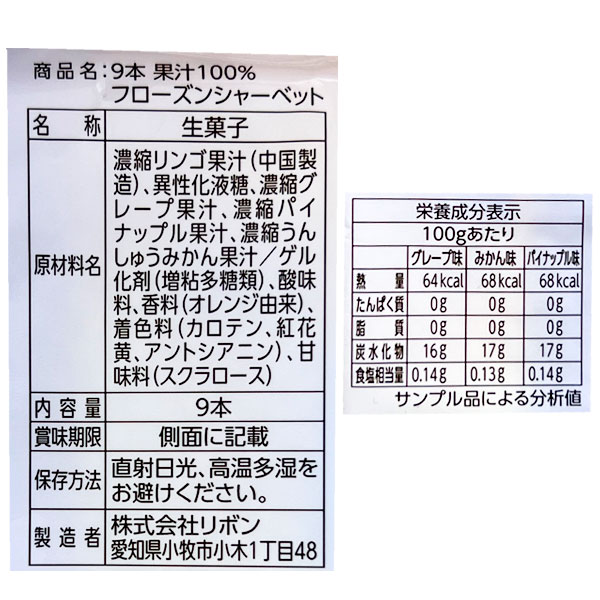 商品名:9本 果汁100%
フローズンシャーベット
名称 生菓子
原材料名
濃縮リンゴ果汁(中国製
造)、異性化液糖、濃縮グ
レープ果汁、濃縮パイ
ナップル果汁、濃縮うん
しゅうみかん果汁/ゲル
化剤(増粘多糖類)、酸味
料、香料(オレンジ由来)、
着色料(カロテン、紅花
黄、アントシアニン)、甘
味料(スクラロース)
内容量 9本
賞味期限 側面に記載
保存方法
直射日光、高温多湿を
お避けください。
製造者
株式会社リボン
愛知県小牧市小木1丁目48
栄養成分表示
100gあたり
グレープ味 みかん味 パイナップル味
熱量 64kcal 68kcal 68kcal
たんぱく質 0g 0g 0g
脂質 0g 0g 0g
炭水化物 16g 17g 17g
食塩相当量 0.14g 0.13g 0.14g
サンプル品による分析値